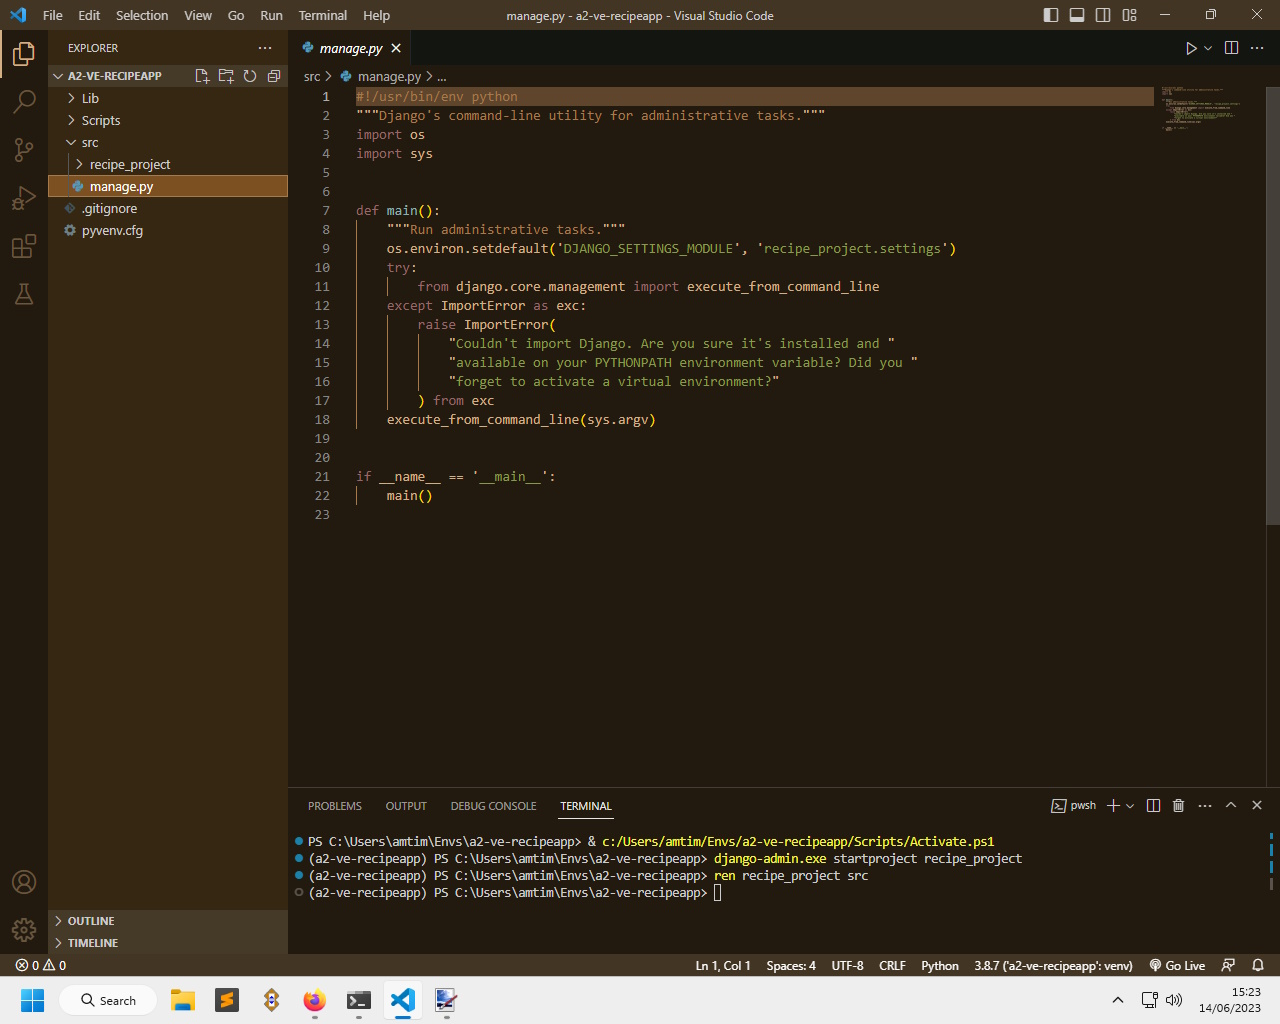 File Edit Selection View Go Run Terminal Help
manage.py - a2-ve-recipeapp - Visual Studio Code
EXPLORER
A2-VE-RECIPEAPP
Lib
Scripts
src
recipe_project
manage.py
.gitignore
pyvenv.cfg
OUTLINE
TIMELINE
manage.py
src > manage.py > ...
1 #!/usr/bin/env python
2 """Django's command-line utility for administrative tasks."""
3 import os
4 import sys
5
6
7 def main():
8 """Run administrative tasks."""
9 os.environ.setdefault('DJANGO_SETTINGS_MODULE', 'recipe_project.settings')
10 try:
11 from django.core.management import execute_from_command_line
12 except ImportError as exc:
13 raise ImportError(
14 "Couldn't import Django. Are you sure it's installed and "
15 "available on your PYTHONPATH environment variable? Did you "
16 "forget to activate a virtual environment?"
17 ) from exc
18 execute_from_command_line(sys.argv)
19
20
21 if __name__ == '__main__':
22 main()
23
PROBLEMS OUTPUT DEBUG CONSOLE TERMINAL
pwsh
PS C:\Users\amtim\Envs\a2-ve-recipeapp> & c:/Users/amtim/Envs/a2-ve-recipeapp/Scripts/Activate.ps1
(a2-ve-recipeapp) PS C:\Users\amtim\Envs\a2-ve-recipeapp> django-admin.exe startproject recipe_project
(a2-ve-recipeapp) PS C:\Users\amtim\Envs\a2-ve-recipeapp> ren recipe_project src
(a2-ve-recipeapp) PS C:\Users\amtim\Envs\a2-ve-recipeapp>
0 0
Ln 1, Col 1 Spaces: 4 UTF-8 CRLF Python 3.8.7 ('a2-ve-recipeapp': venv) Go Live
Search
15:23
14/06/2023